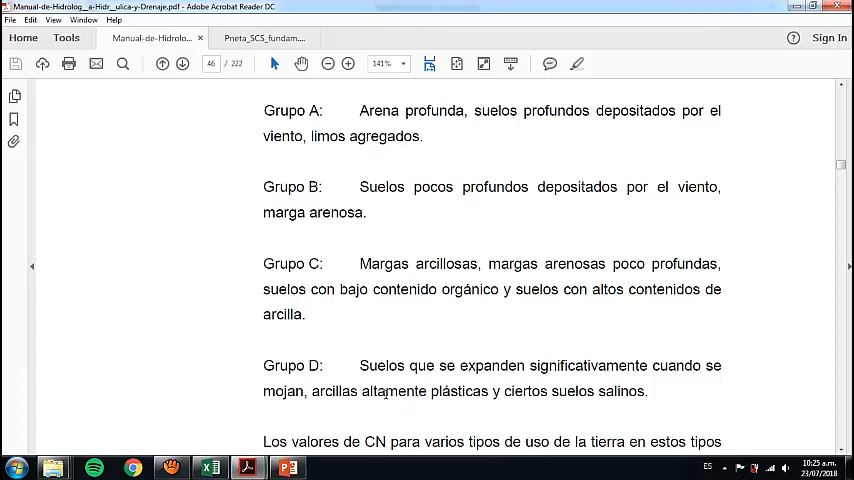 Manual-de-Hidrolog__a-Hidr__ulica-y-Drenaje.pdf - Adobe Acrobat Reader DC
File Edit View Window Help
Home Tools Manual-de-Hidrolo... × Pneta_SCS_fundam.... Sign In
46 / 222 141%
Grupo A: Arena profunda, suelos profundos depositados por el
viento, limos agregados.
Grupo B: Suelos pocos profundos depositados por el viento,
marga arenosa.
Grupo C: Margas arcillosas, margas arenosas poco profundas,
suelos con bajo contenido orgánico y suelos con altos contenidos de
arcilla.
Grupo D: Suelos que se expanden significativamente cuando se
mojan, arcillas altamente plásticas y ciertos suelos salinos.
Los valores de CN para varios tipos de uso de la tierra en estos tipos
ES 10:25 a.m.
23/07/2018